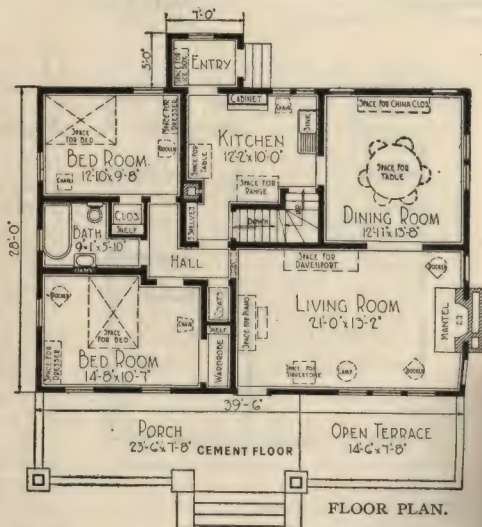 7'-0"
5'-0"
SPACE FOR
ICE BOX
ENTRY
SPACE FOR
DRESSER
SPACE
FOR BED
ROCKER
BED ROOM
12'-10"x9'-8"
CHAIR
CABINET
CHAIR
SINK
KITCHEN
12'-2"x10'-0"
SPACE FOR
TABLE
SPACE FOR
RANGE
SPACE FOR CHINA CLOS.
SPACE FOR
TABLE
DINING ROOM
12'-11"x13'-8"
28'-0"
CLOS.
SHELF
BATH
9'-1"x5'-10"
5 SHELVES
DOWN
UP
HALL
SPACE FOR
DAVENPORT
ROCKER
LIVING ROOM
21'-0"x13'-2"
MANTEL
SPACE FOR PIANO
ROCKER
SPACE
FOR BED
CHAIR
SPACE FOR
DRESSER
BED ROOM
14'-8"x10'-7"
COATS
SHELF
WARDROBE
SPACE FOR
LAMP
ROCKER
39'-6"
PORCH
23'-6"x7'-8"
CEMENT FLOOR
OPEN TERRACE
14'-6"x7'-8"
FLOOR PLAN.